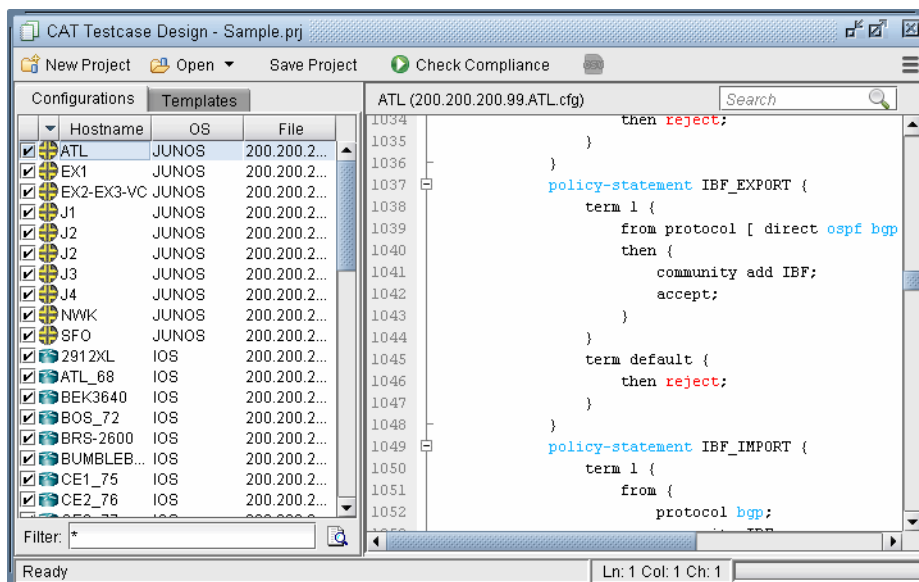 CAT Testcase Design - Sample.prj
New Project Open Save Project Check Compliance
Configurations Templates
Hostname OS File
ATL JUNOS 200.200.2...
EX1 JUNOS 200.200.2...
EX2-EX3-VC JUNOS 200.200.2...
J1 JUNOS 200.200.2...
J2 JUNOS 200.200.2...
J2 JUNOS 200.200.2...
J3 JUNOS 200.200.2...
J4 JUNOS 200.200.2...
NWK JUNOS 200.200.2...
SFO JUNOS 200.200.2...
2912XL IOS 200.200.2...
ATL_68 IOS 200.200.2...
BEK3640 IOS 200.200.2...
BOS_72 IOS 200.200.2...
BRS-2600 IOS 200.200.2...
BUMBLEB... IOS 200.200.2...
CE1_75 IOS 200.200.2...
CE2_76 IOS 200.200.2...
Filter: *
ATL (200.200.200.99.ATL.cfg) Search
1034 then reject;
1035 }
1036 }
1037 policy-statement IBF_EXPORT {
1038 term 1 {
1039 from protocol [ direct ospf bgp
1040 then {
1041 community add IBF;
1042 accept;
1043 }
1044 }
1045 term default {
1046 then reject;
1047 }
1048 }
1049 policy-statement IBF_IMPORT {
1050 term 1 {
1051 from {
1052 protocol bgp;
Ready Ln: 1 Col: 1 Ch: 1